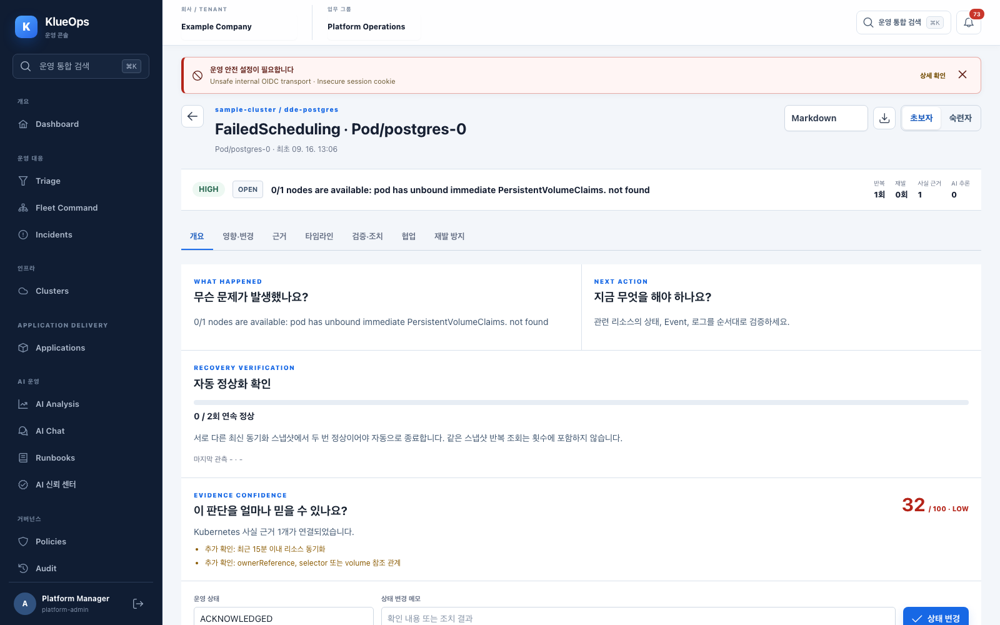 K
KlueOps
운영 콘솔
운영 통합 검색
⌘K
개요
Dashboard
운영 대응
Triage
Fleet Command
Incidents
인프라
Clusters
APPLICATION DELIVERY
Applications
AI 운영
AI Analysis
AI Chat
Runbooks
AI 신뢰 센터
거버넌스
Policies
Audit
A
Platform Manager
platform-admin
회사 / TENANT
Example Company
업무 그룹
Platform Operations
운영 통합 검색
⌘K
73
운영 안전 설정이 필요합니다
Unsafe internal OIDC transport · Insecure session cookie
상세 확인
sample-cluster / dde-postgres
FailedScheduling · Pod/postgres-0
Pod/postgres-0 · 최초 09. 16. 13:06
Markdown
초보자
숙련자
HIGH
OPEN
0/1 nodes are available: pod has unbound immediate PersistentVolumeClaims. not found
반복
1회
재발
0회
사실 근거
1
AI 추론
0
개요
영향·변경
근거
타임라인
검증·조치
협업
재발 방지
WHAT HAPPENED
무슨 문제가 발생했나요?
0/1 nodes are available: pod has unbound immediate PersistentVolumeClaims. not found
NEXT ACTION
지금 무엇을 해야 하나요?
관련 리소스의 상태, Event, 로그를 순서대로 검증하세요.
RECOVERY VERIFICATION
자동 정상화 확인
0 / 2회 연속 정상
서로 다른 최신 동기화 스냅샷에서 두 번 정상이어야 자동으로 종료합니다. 같은 스냅샷 반복 조회는 횟수에 포함하지 않습니다.
마지막 관측 - · -
EVIDENCE CONFIDENCE
이 판단을 얼마나 믿을 수 있나요?
32 / 100 · LOW
Kubernetes 사실 근거 1개가 연결되었습니다.
• 추가 확인: 최근 15분 이내 리소스 동기화
• 추가 확인: ownerReference, selector 또는 volume 참조 관계
운영 상태
ACKNOWLEDGED
상태 변경 메모
확인 내용 또는 조치 결과
상태 변경